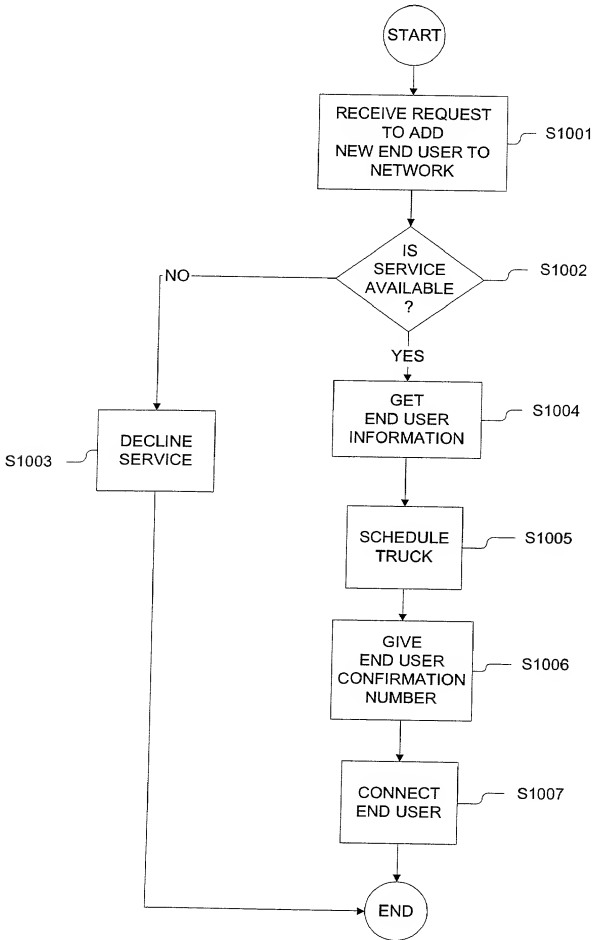 START
RECEIVE REQUEST
TO ADD
NEW END USER TO
NETWORK
S1001
IS
SERVICE
AVAILABLE
?
S1002
NO
YES
GET
END USER
INFORMATION
S1004
DECLINE
SERVICE
S1003
SCHEDULE
TRUCK
S1005
GIVE
END USER
CONFIRMATION
NUMBER
S1006
CONNECT
END USER
S1007
END